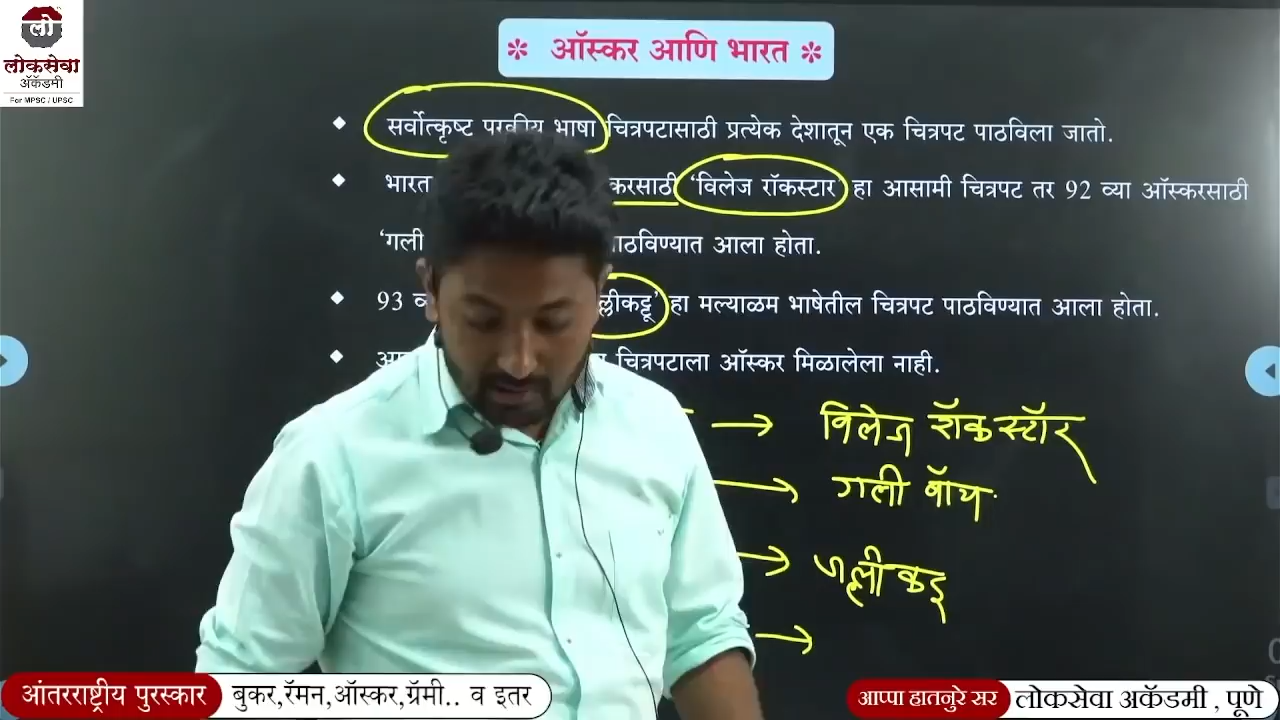 लो
लोकसेवा
अ‍ॅकॅडमी
For MPSC / UPSC
* ऑस्कर आणि भारत *
सर्वोत्कृष्ट परकीय भाषा चित्रपटासाठी प्रत्येक देशातून एक चित्रपट पाठविला जातो.
भारत करसाठी 'विलेज रॉकस्टार' हा आसामी चित्रपट तर 92 व्या ऑस्करसाठी
'गली पाठविण्यात आला होता.
93 व ल्लीकट्टू' हा मल्याळम भाषेतील चित्रपट पाठविण्यात आला होता.
चित्रपटाला ऑस्कर मिळालेला नाही.
→ विलेज रॉकस्टॉर
→ गली बॉय
→ जल्लीकट्टू
→
आंतरराष्ट्रीय पुरस्कार बुकर,रॅमन,ऑस्कर,ग्रॅमी.. व इतर
आप्पा हातनुरे सर लोकसेवा अकॅडमी , पूणे